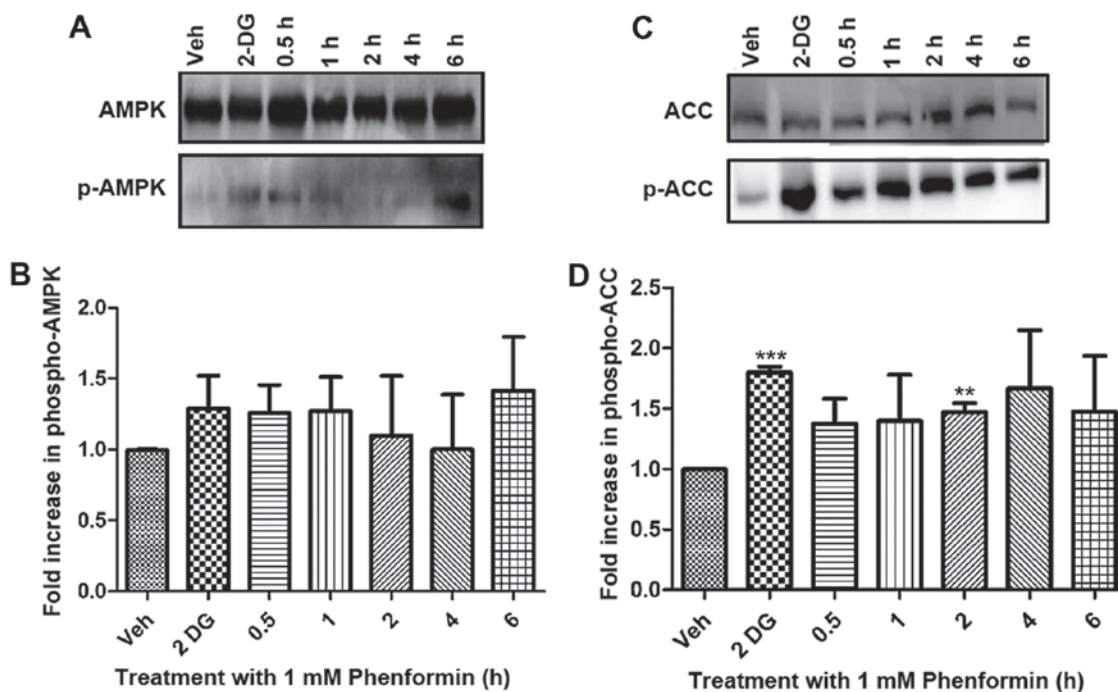 A
Veh
2-DG
0.5 h
1 h
2 h
4 h
6 h
AMPK
p-AMPK
C
Veh
2-DG
0.5 h
1 h
2 h
4 h
6 h
ACC
p-ACC
B
Fold increase in phospho-AMPK
2.0
1.5
1.0
0.5
0.0
Veh
2 DG
0.5
1
2
4
6
Treatment with 1 mM Phenformin (h)
D
Fold increase in phospho-ACC
2.5
2.0
1.5
1.0
0.5
0.0
***
**
Veh
2 DG
0.5
1
2
4
6
Treatment with 1 mM Phenformin (h)